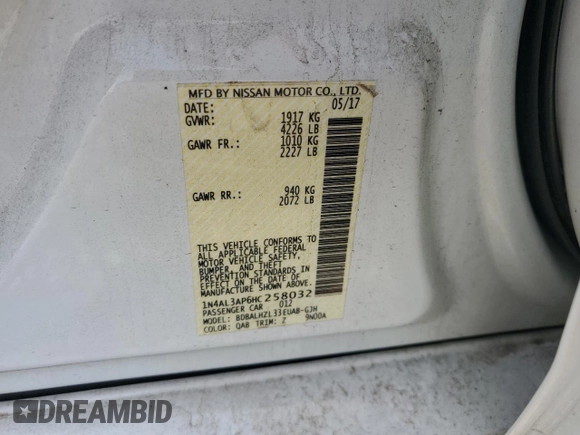 MFD BY NISSAN MOTOR CO., LTD.
DATE: 05/17
GVWR: 1917 KG
4226 LB
GAWR FR.: 1010 KG
2227 LB
GAWR RR.: 940 KG
2072 LB
THIS VEHICLE CONFORMS TO
ALL APPLICABLE FEDERAL
MOTOR VEHICLE SAFETY,
BUMPER, AND THEFT
PREVENTION STANDARDS
IN EFFECT ON THE DATE OF
MANUFACTURE SHOWN ABOVE.
1N4AL3AP6HC258032
PASSENGER CAR 012
MODEL: BDBALHZL33EUAB-GJH
COLOR: QAB TRIM: Z 9N00A
DREAMBID